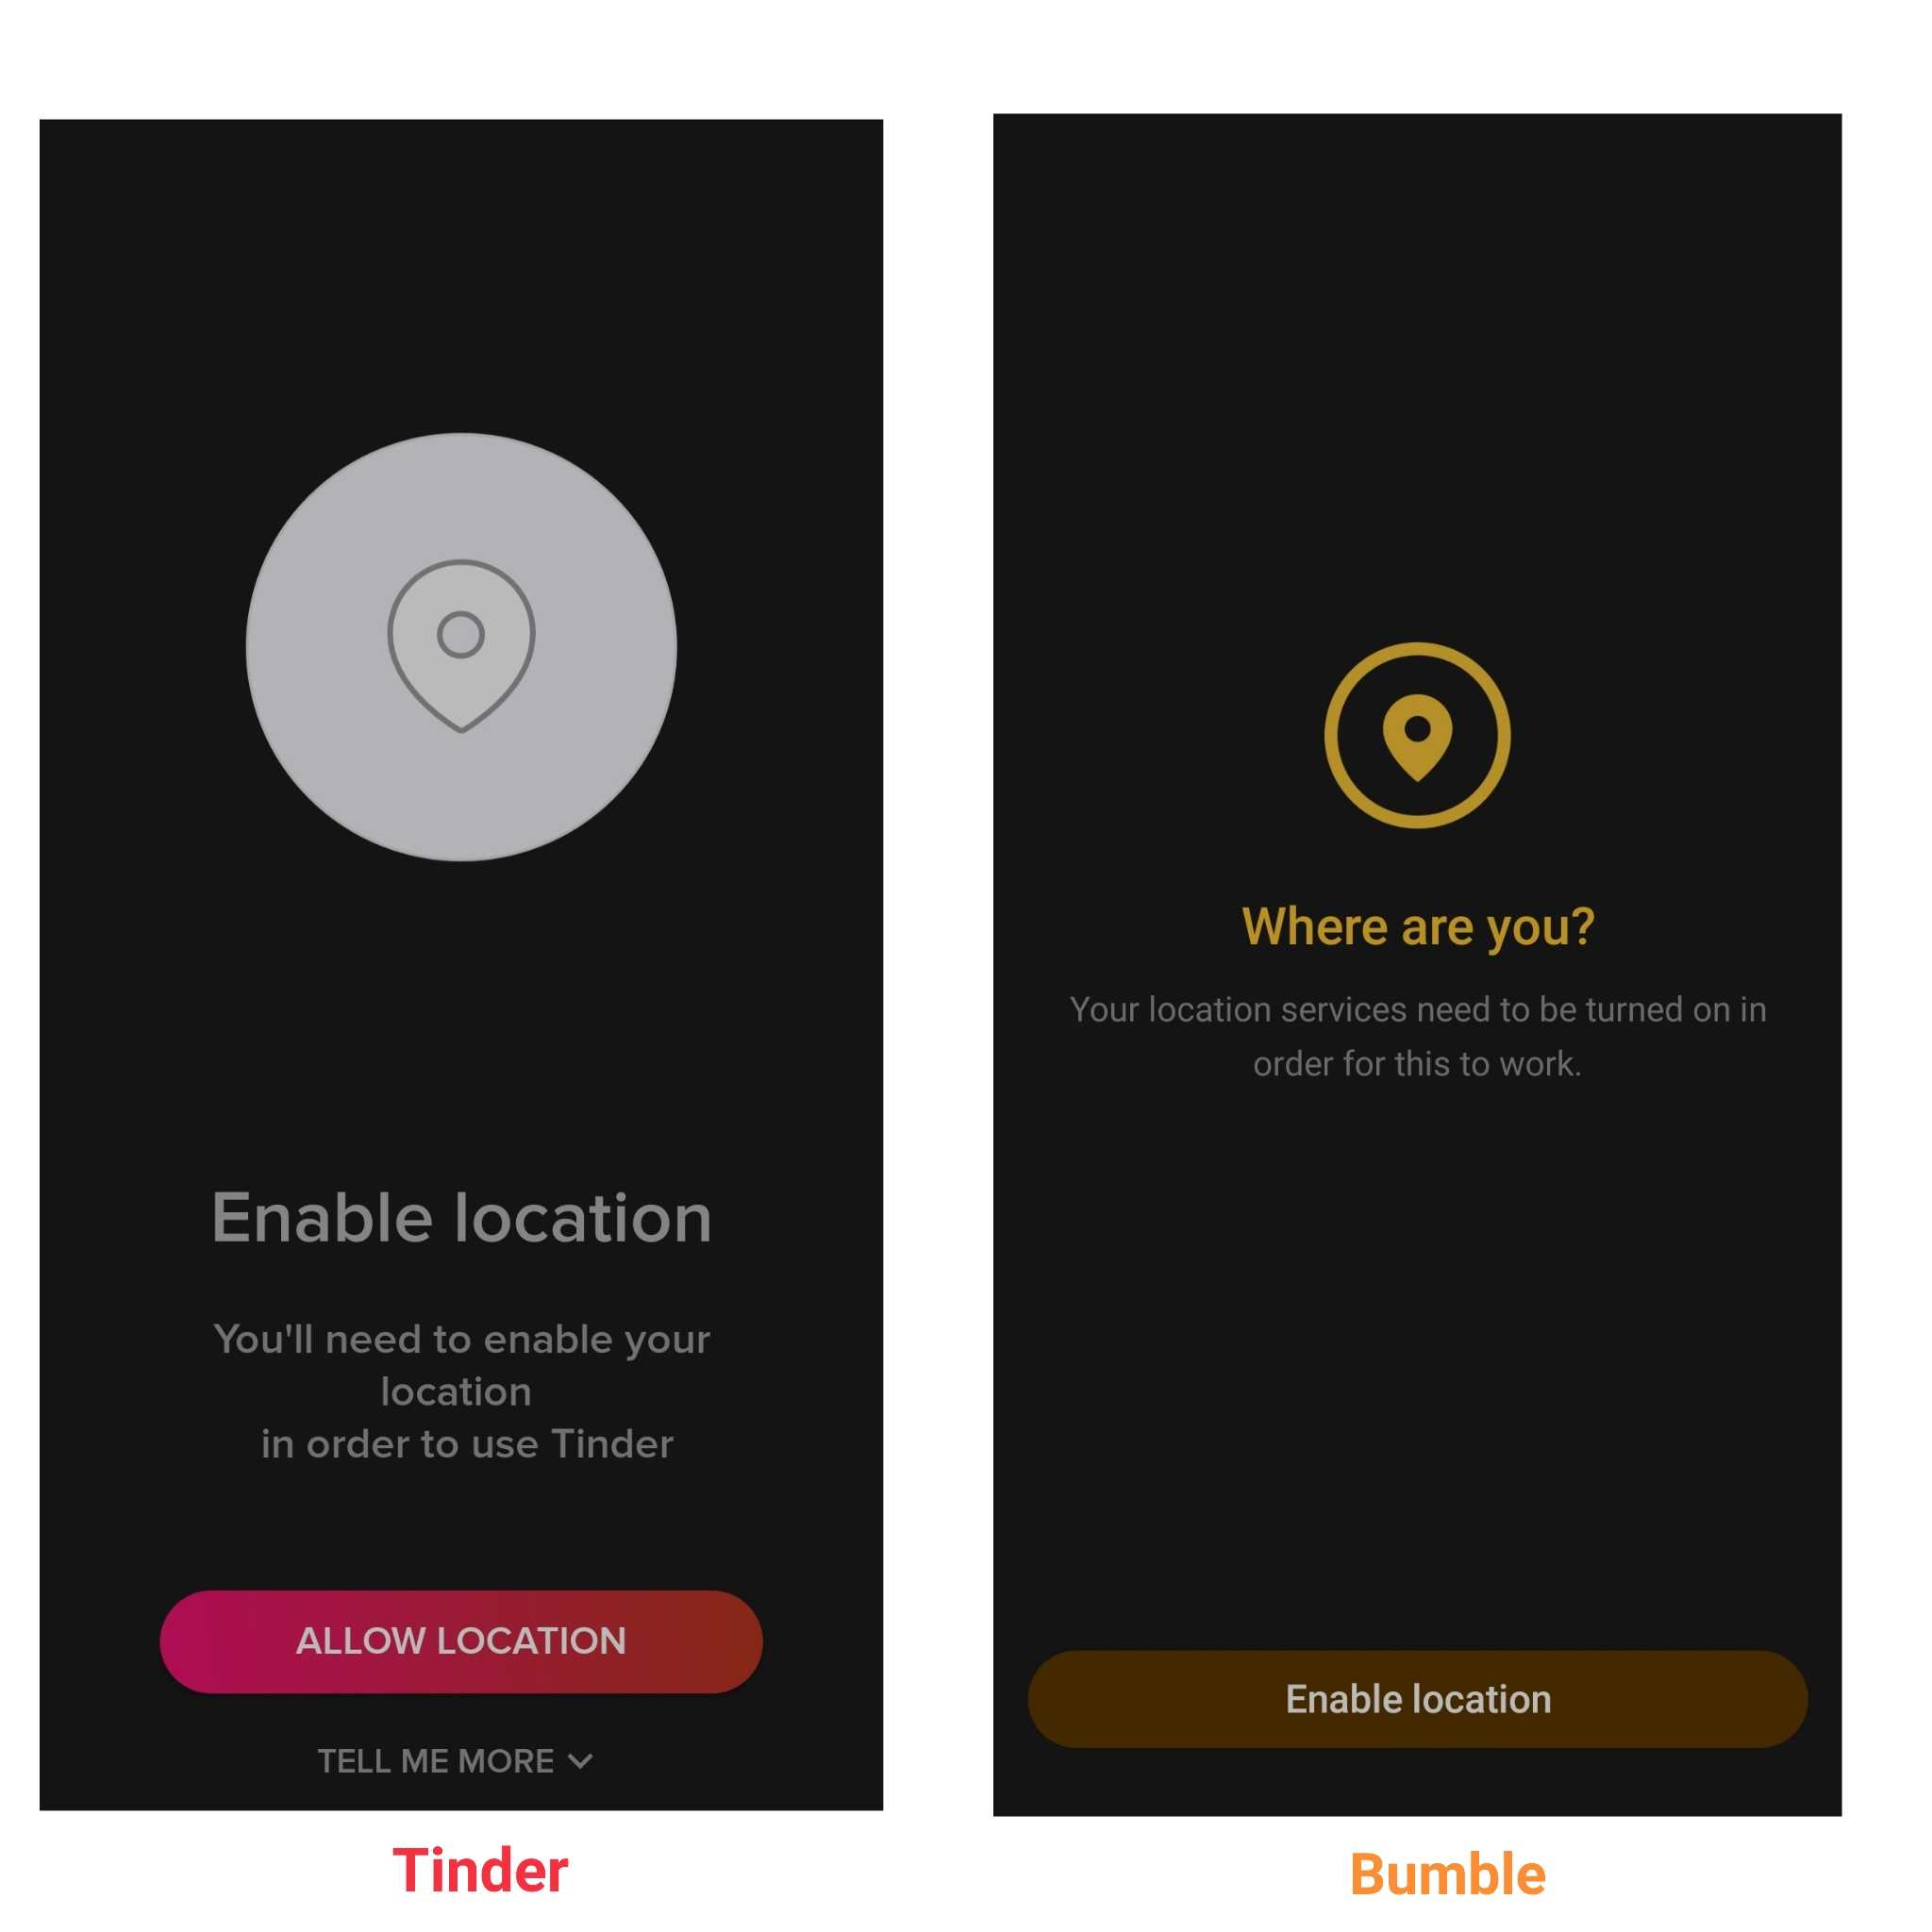 Enable location
You'll need to enable your
location
in order to use Tinder
ALLOW LOCATION
TELL ME MORE
Tinder
Where are you?
Your location services need to be turned on in
order for this to work.
Enable location
Bumble